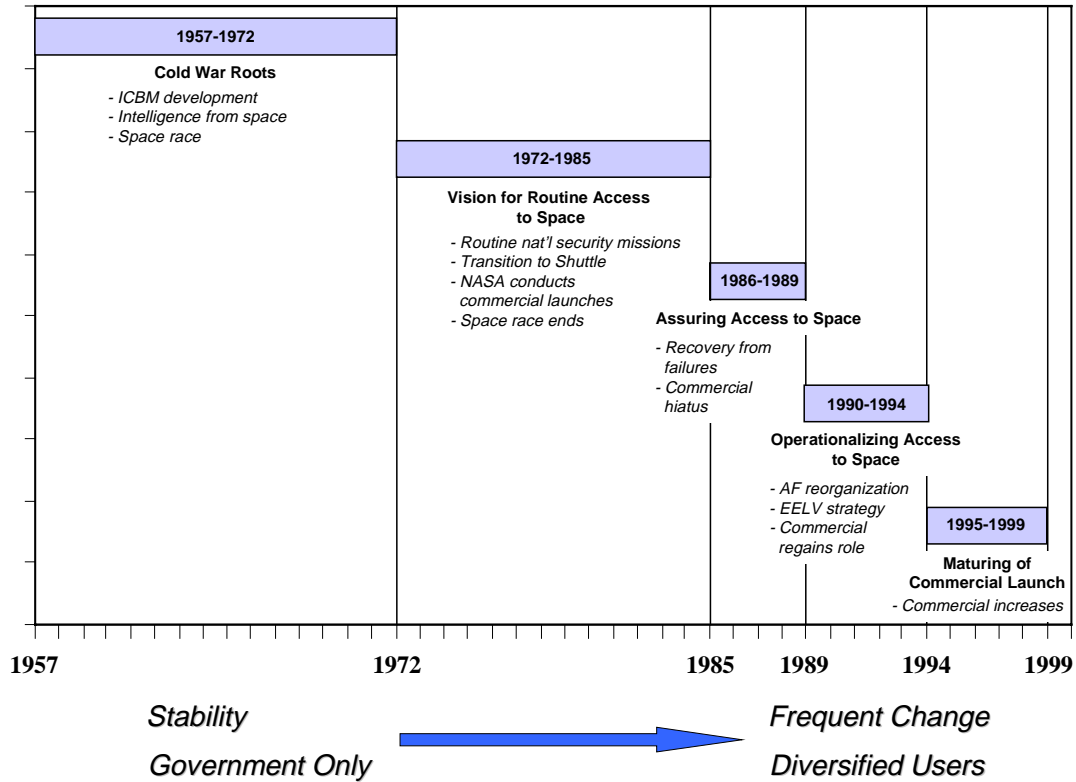 1957-1972
Cold War Roots
- ICBM development
- Intelligence from space
- Space race
1972-1985
Vision for Routine Access
to Space
- Routine nat'l security missions
- Transition to Shuttle
- NASA conducts
commercial launches
- Space race ends
1986-1989
Assuring Access to Space
- Recovery from
failures
- Commercial
hiatus
1990-1994
Operationalizing Access
to Space
- AF reorganization
- EELV strategy
- Commercial
regains role
1995-1999
Maturing of
Commercial Launch
- Commercial increases
1957 1972 1985 1989 1994 1999
Stability
Government Only
Frequent Change
Diversified Users